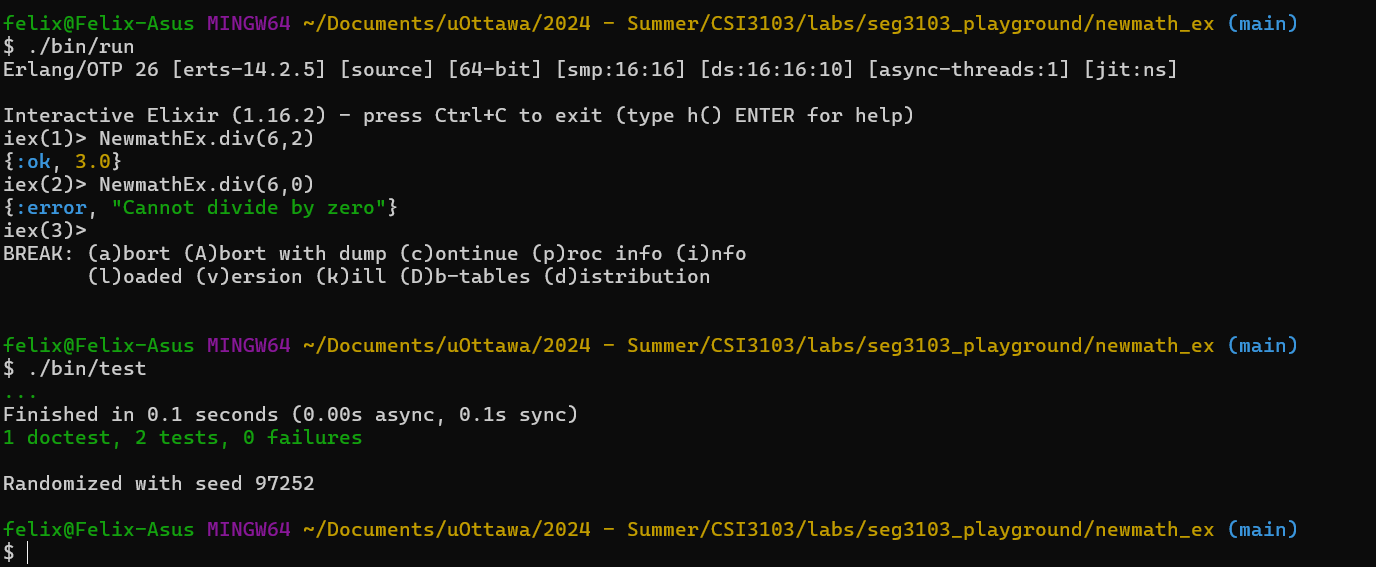 felix@Felix-Asus MINGW64 ~/Documents/uOttawa/2024 - Summer/CSI3103/labs/seg3103_playground/newmath_ex (main)
$ ./bin/run
Erlang/OTP 26 [erts-14.2.5] [source] [64-bit] [smp:16:16] [ds:16:16:10] [async-threads:1] [jit:ns]
Interactive Elixir (1.16.2) - press Ctrl+C to exit (type h() ENTER for help)
iex(1)> NewmathEx.div(6,2)
{:ok, 3.0}
iex(2)> NewmathEx.div(6,0)
{:error, "Cannot divide by zero"}
iex(3)>
BREAK: (a)bort (A)bort with dump (c)ontinue (p)roc info (i)nfo
       (l)oaded (v)ersion (k)ill (D)b-tables (d)istribution
felix@Felix-Asus MINGW64 ~/Documents/uOttawa/2024 - Summer/CSI3103/labs/seg3103_playground/newmath_ex (main)
$ ./bin/test
...
Finished in 0.1 seconds (0.00s async, 0.1s sync)
1 doctest, 2 tests, 0 failures
Randomized with seed 97252
felix@Felix-Asus MINGW64 ~/Documents/uOttawa/2024 - Summer/CSI3103/labs/seg3103_playground/newmath_ex (main)
$